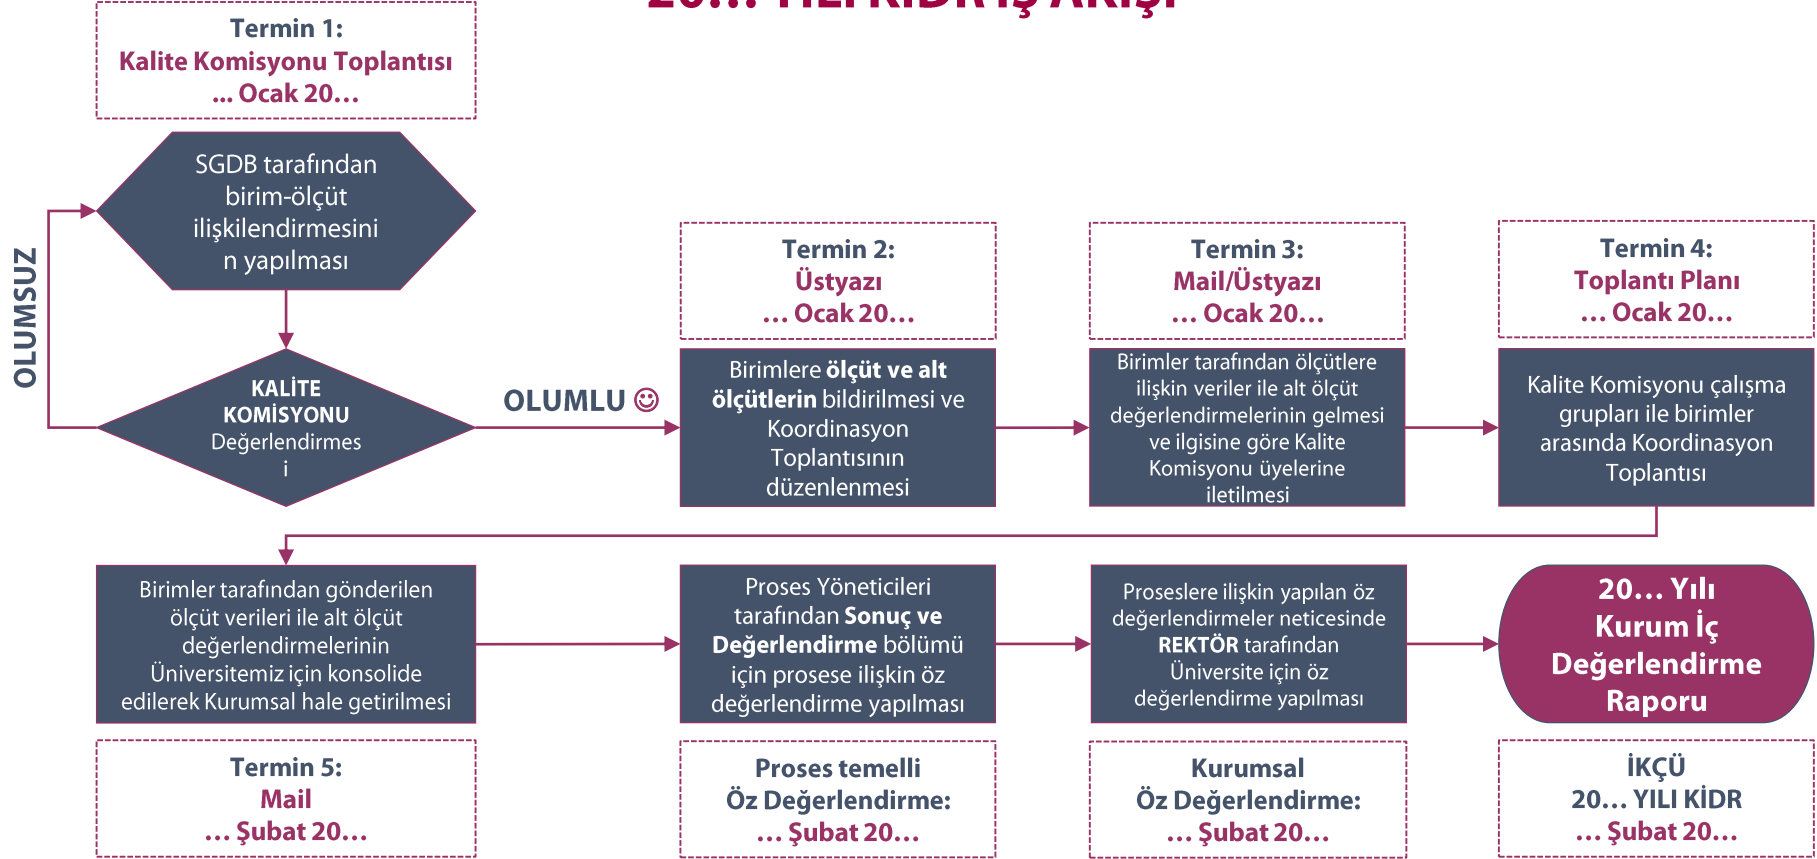 20... YILI KİDR İŞ AKIŞI
Termin 1:
Kalite Komisyonu Toplantısı
... Ocak 20...
SGDB tarafından
birim-ölçüt
ilişkilendirmesini
n yapılması
OLUMSUZ
KALİTE
KOMİSYONU
Değerlendirmes
i
OLUMLU ☺
Termin 2:
Üstyazı
... Ocak 20...
Birimlere ölçüt ve alt
ölçütlerin bildirilmesi ve
Koordinasyon
Toplantısının
düzenlenmesi
Termin 3:
Mail/Üstyazı
... Ocak 20...
Birimler tarafından ölçütlere
ilişkin veriler ile alt ölçüt
değerlendirmelerinin gelmesi
ve ilgisine göre Kalite
Komisyonu üyelerine
iletilmesi
Termin 4:
Toplantı Planı
... Ocak 20...
Kalite Komisyonu çalışma
grupları ile birimler
arasında Koordinasyon
Toplantısı
Birimler tarafından gönderilen
ölçüt verileri ile alt ölçüt
değerlendirmelerinin
Üniversitemiz için konsolide
edilerek Kurumsal hale getirilmesi
Termin 5:
Mail
... Şubat 20...
Proses Yöneticileri
tarafından Sonuç ve
Değerlendirme bölümü
için prosese ilişkin öz
değerlendirme yapılması
Proses temelli
Öz Değerlendirme:
... Şubat 20...
Proseslere ilişkin yapılan öz
değerlendirmeler neticesinde
REKTÖR tarafından
Üniversite için öz
değerlendirme yapılması
Kurumsal
Öz Değerlendirme:
... Şubat 20...
20... Yılı
Kurum İç
Değerlendirme
Raporu
İKÇÜ
20... YILI KİDR
... Şubat 20...